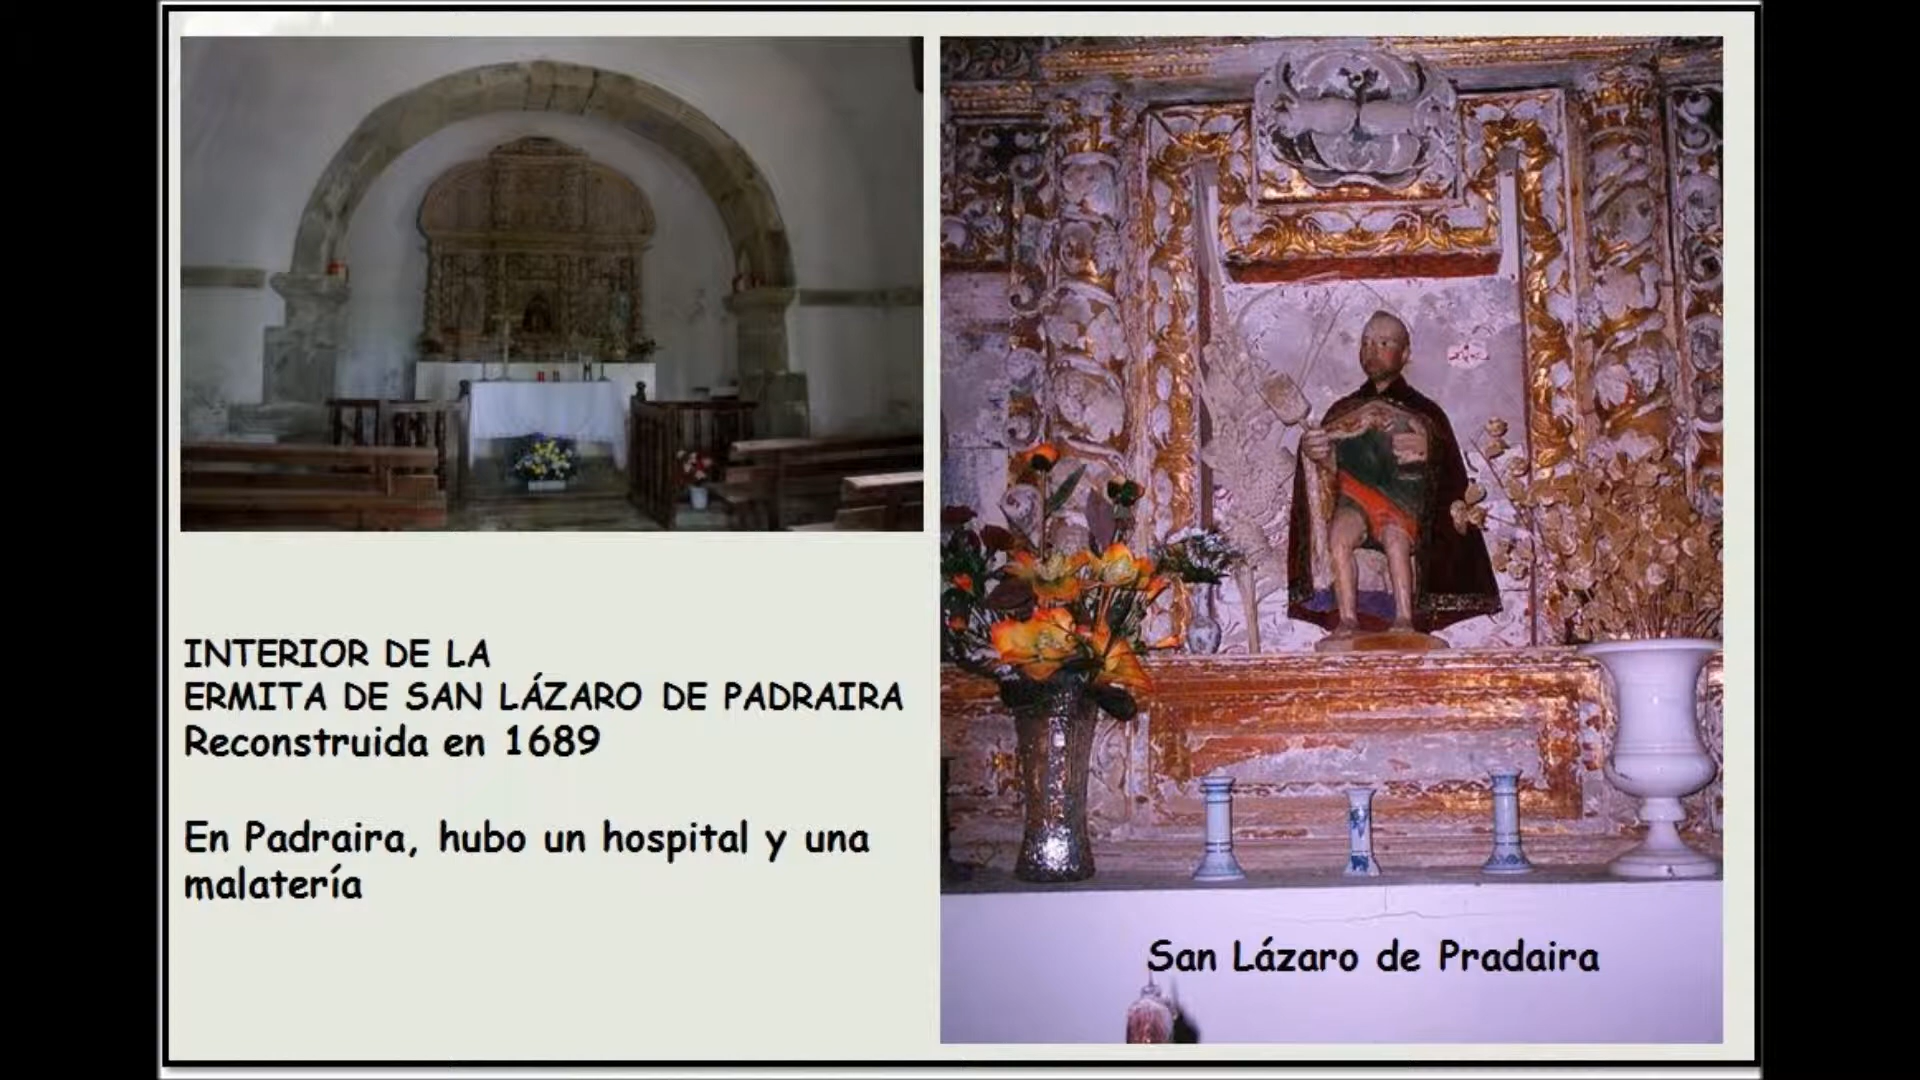 INTERIOR DE LA
ERMITA DE SAN LÁZARO DE PADRAIRA
Reconstruida en 1689
En Padraira, hubo un hospital y una
malatería
San Lázaro de Pradaira